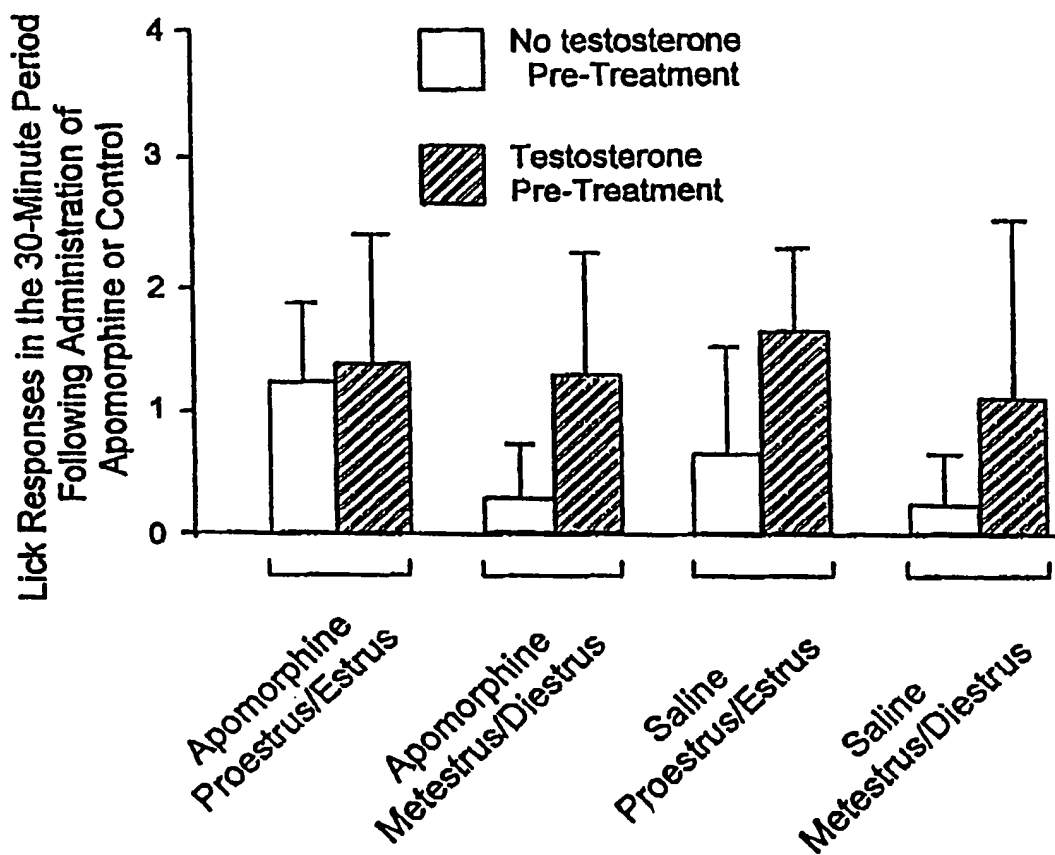 Lick Responses in the 30-Minute Period
Following Administration of
Apomorphine or Control
4
3
2
1
0
No testosterone
Pre-Treatment
Testosterone
Pre-Treatment
Apomorphine
Proestrus/Estrus
Apomorphine
Metestrus/Diestrus
Saline
Proestrus/Estrus
Saline
Metestrus/Diestrus